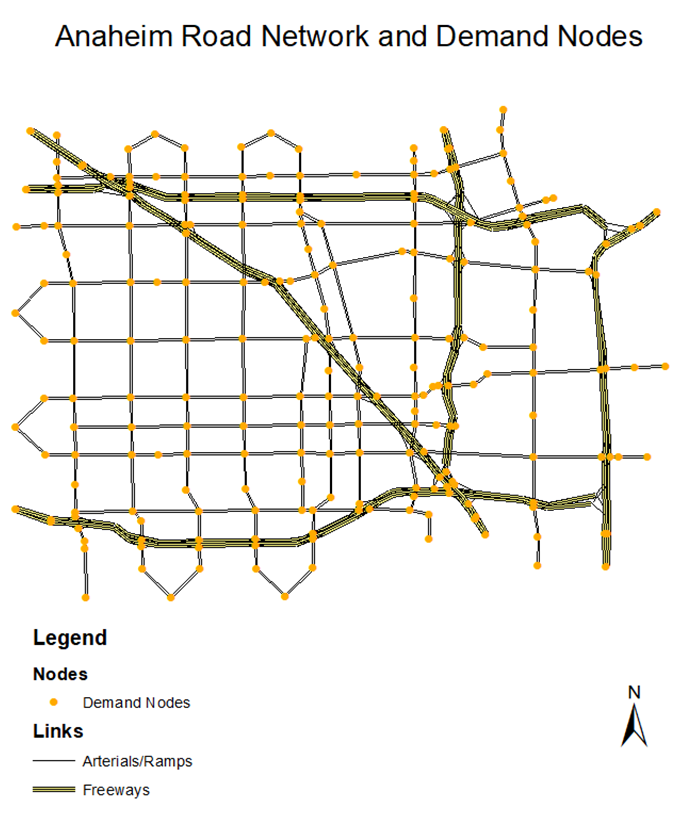 Anaheim Road Network and Demand Nodes
Legend
Nodes
Demand Nodes
Links
Arterials/Ramps
Freeways
N